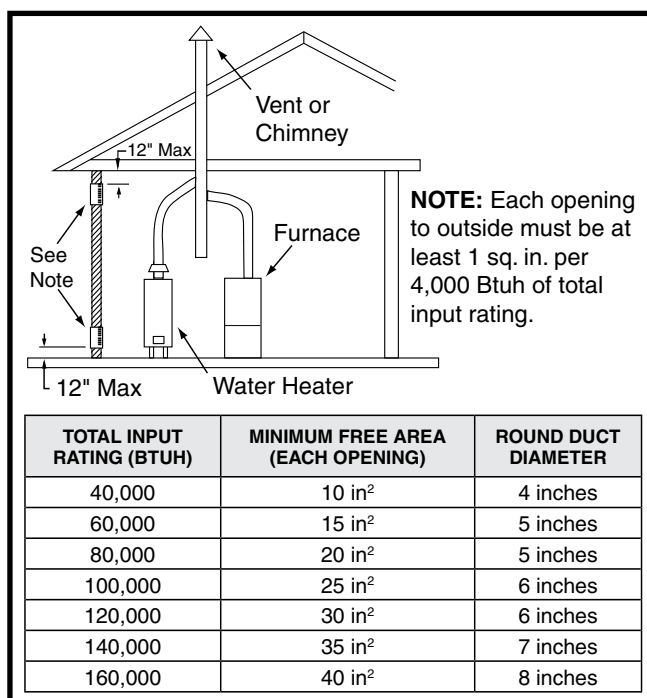 Vent or
Chimney
12" Max
NOTE: Each opening
to outside must be at
least 1 sq. in. per
4,000 Btuh of total
input rating.
See
Note
Furnace
12" Max
Water Heater
TOTAL INPUT RATING (BTUH) MINIMUM FREE AREA (EACH OPENING) ROUND DUCT DIAMETER
40,000 10 in² 4 inches
60,000 15 in² 5 inches
80,000 20 in² 5 inches
100,000 25 in² 6 inches
120,000 30 in² 6 inches
140,000 35 in² 7 inches
160,000 40 in² 8 inches